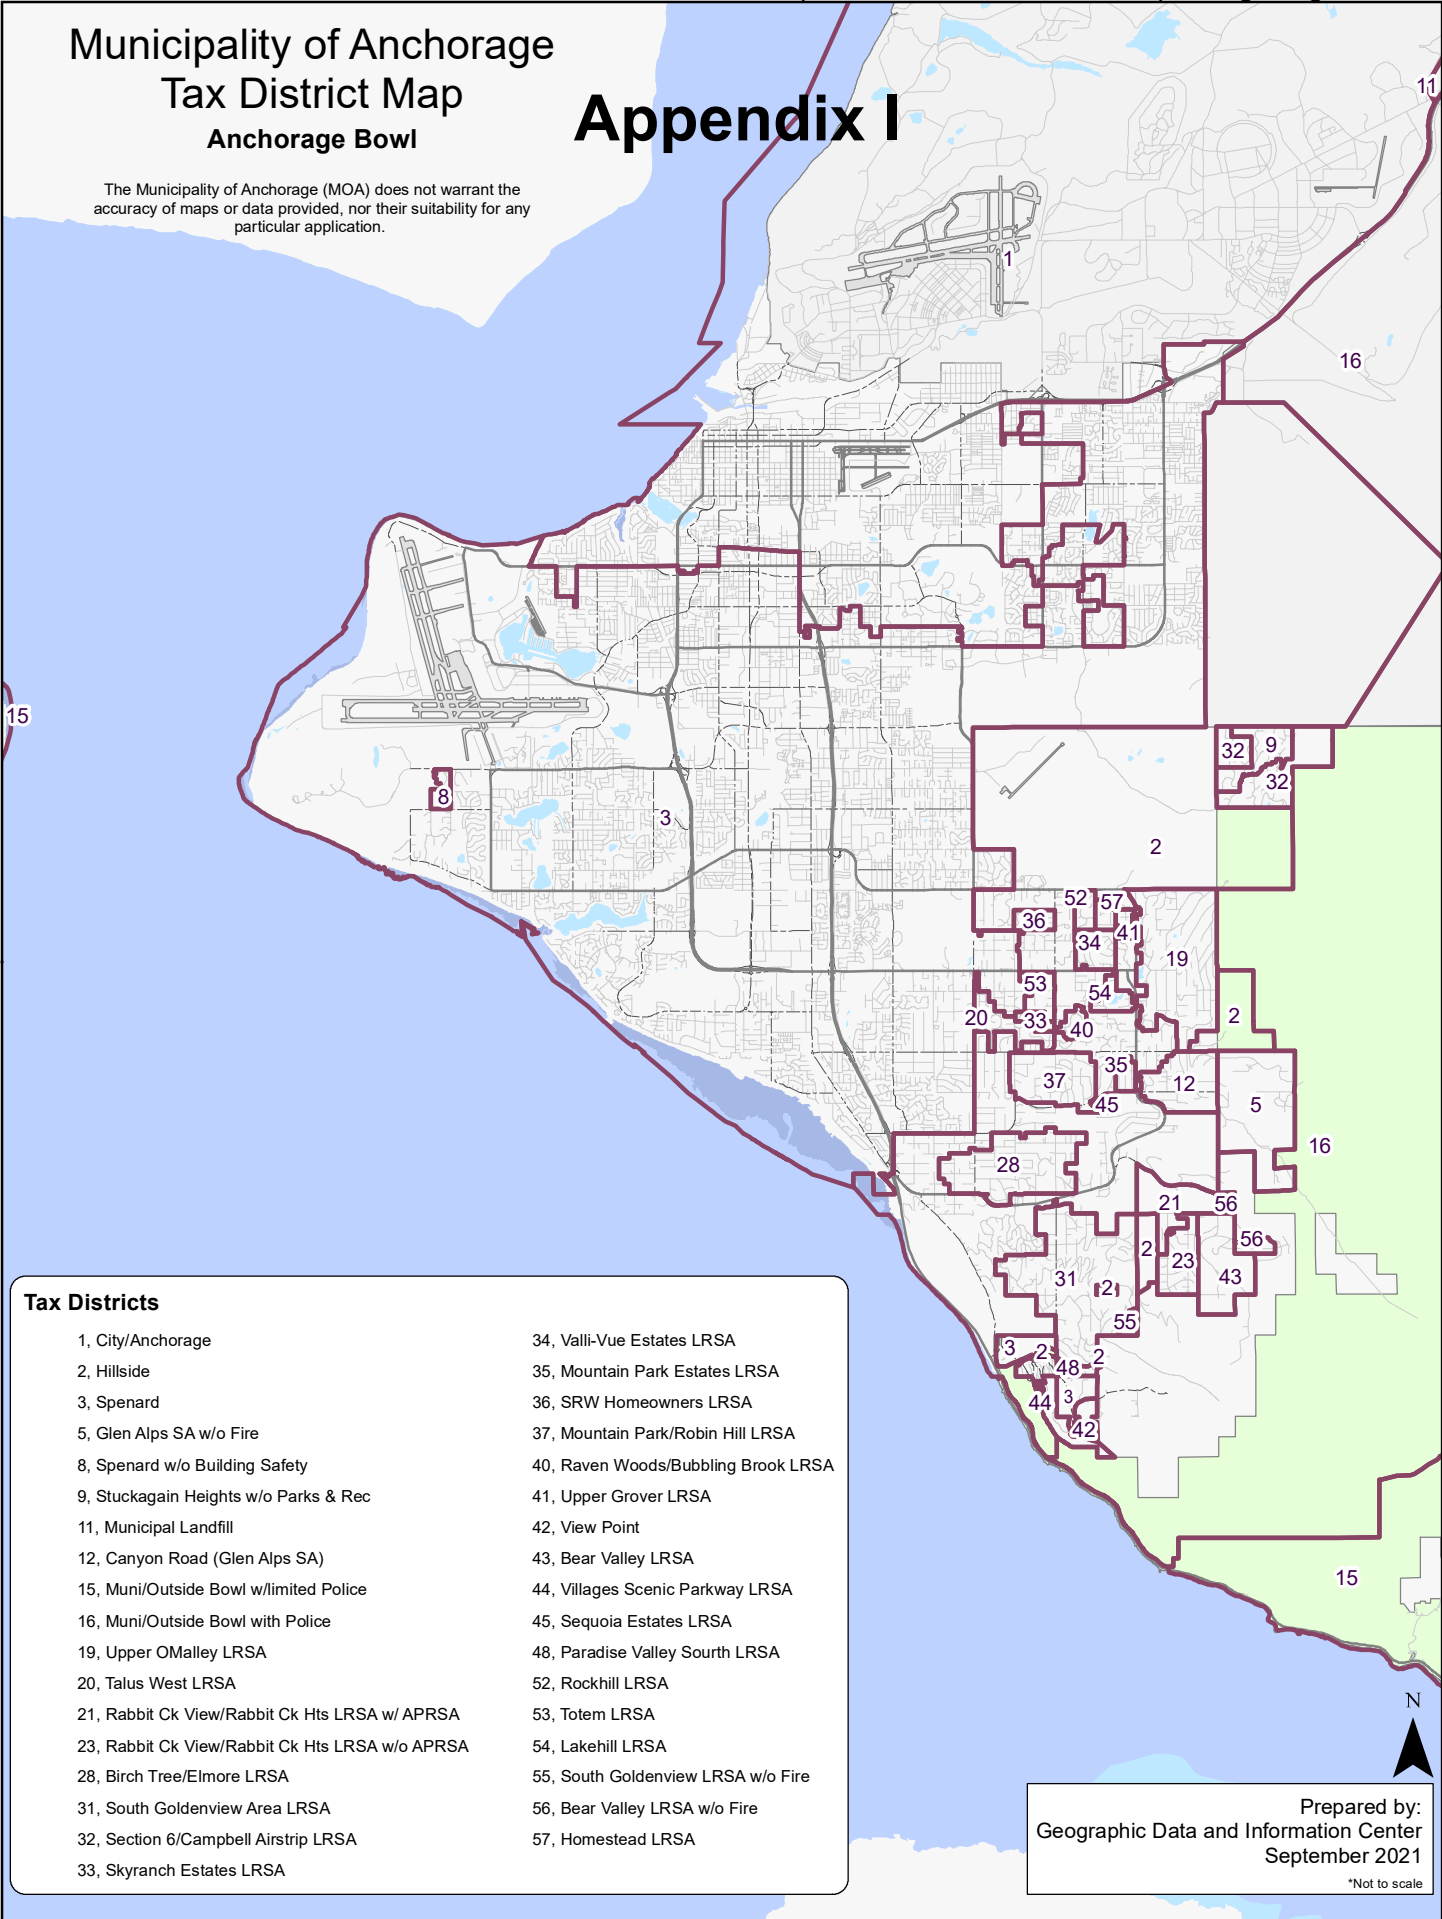 Municipality of Anchorage
Tax District Map
Anchorage Bowl
Appendix I
The Municipality of Anchorage (MOA) does not warrant the
accuracy of maps or data provided, nor their suitability for any
particular application.
11
1
16
15
32
9
32
8
3
2
52
57
36
41
34
19
53
54
2
20
33
40
35
37
12
45
5
16
28
21
56
2
56
23
43
31
2
55
3
2
2
48
3
44
42
15
Tax Districts
1, City/Anchorage
2, Hillside
3, Spenard
5, Glen Alps SA w/o Fire
8, Spenard w/o Building Safety
9, Stuckagain Heights w/o Parks & Rec
11, Municipal Landfill
12, Canyon Road (Glen Alps SA)
15, Muni/Outside Bowl w/limited Police
16, Muni/Outside Bowl with Police
19, Upper OMalley LRSA
20, Talus West LRSA
21, Rabbit Ck View/Rabbit Ck Hts LRSA w/ APRSA
23, Rabbit Ck View/Rabbit Ck Hts LRSA w/o APRSA
28, Birch Tree/Elmore LRSA
31, South Goldenview Area LRSA
32, Section 6/Campbell Airstrip LRSA
33, Skyranch Estates LRSA
34, Valli-Vue Estates LRSA
35, Mountain Park Estates LRSA
36, SRW Homeowners LRSA
37, Mountain Park/Robin Hill LRSA
40, Raven Woods/Bubbling Brook LRSA
41, Upper Grover LRSA
42, View Point
43, Bear Valley LRSA
44, Villages Scenic Parkway LRSA
45, Sequoia Estates LRSA
48, Paradise Valley Sourth LRSA
52, Rockhill LRSA
53, Totem LRSA
54, Lakehill LRSA
55, South Goldenview LRSA w/o Fire
56, Bear Valley LRSA w/o Fire
57, Homestead LRSA
N
Prepared by:
Geographic Data and Information Center
September 2021
*Not to scale